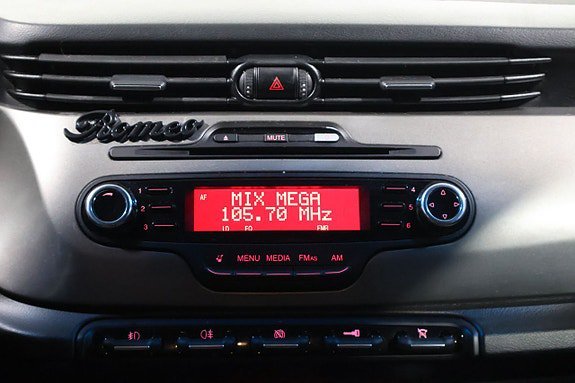 Romeo
MUTE
AF
MIX MEGA
105.70 MHz
LO EQ FMR
1
2
3
4
5
6
MENU MEDIA FMAS AM